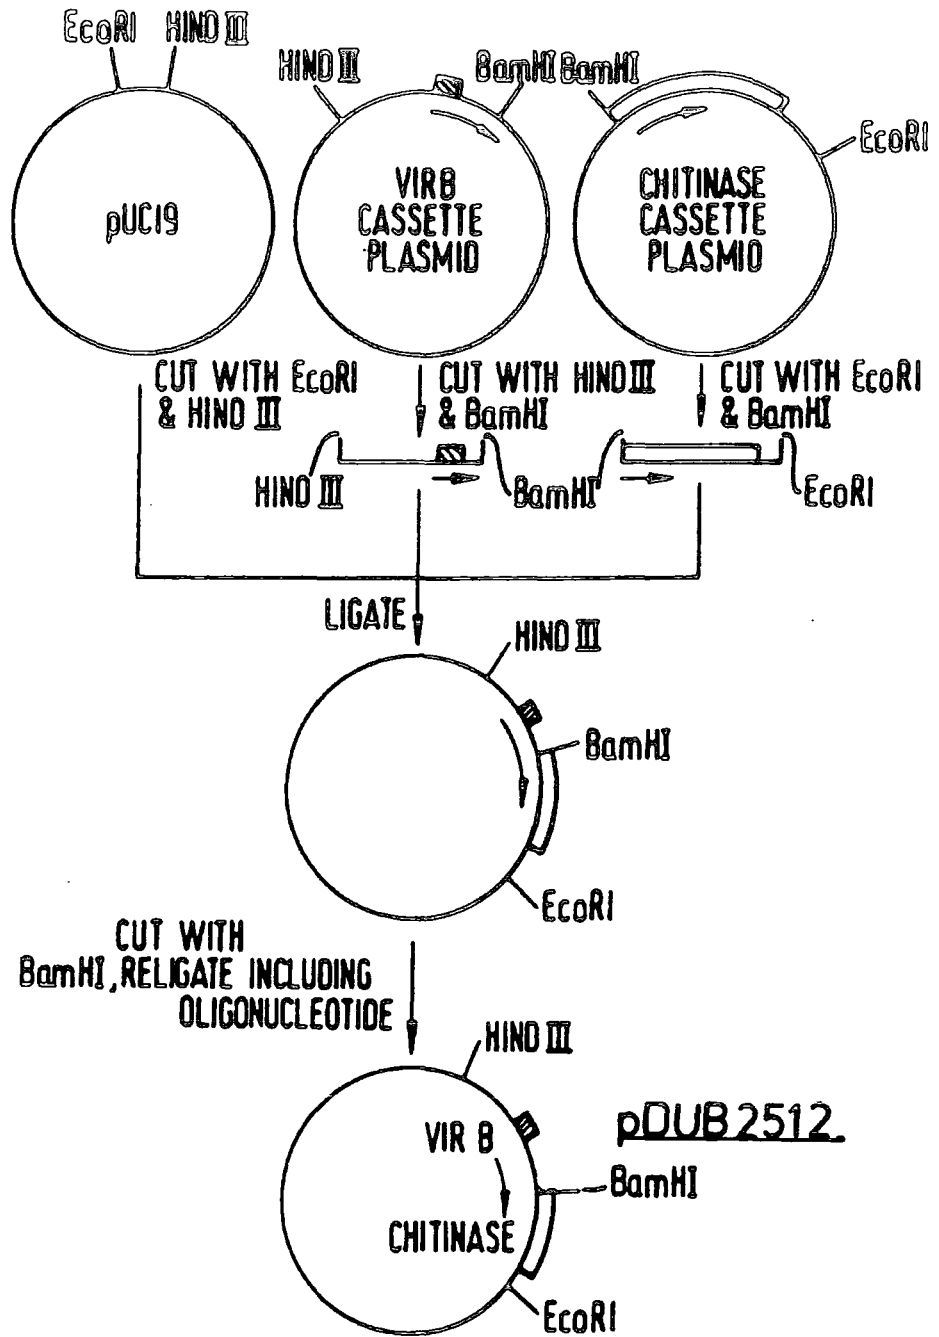 EcoRI HIND III
HIND III
BamHI BamHI
EcoRI
pUC19
VIR B
CASSETTE
PLASMID
CHITINASE
CASSETTE
PLASMID
CUT WITH EcoRI
& HIND III
CUT WITH HIND III
& BamHI
CUT WITH EcoRI
& BamHI
HIND III
BamHI
EcoRI
LIGATE
HIND III
BamHI
EcoRI
CUT WITH
BamHI, RELIGATE INCLUDING
OLIGONUCLEOTIDE
HIND III
VIR B
pDUB 2512
BamHI
CHITINASE
EcoRI